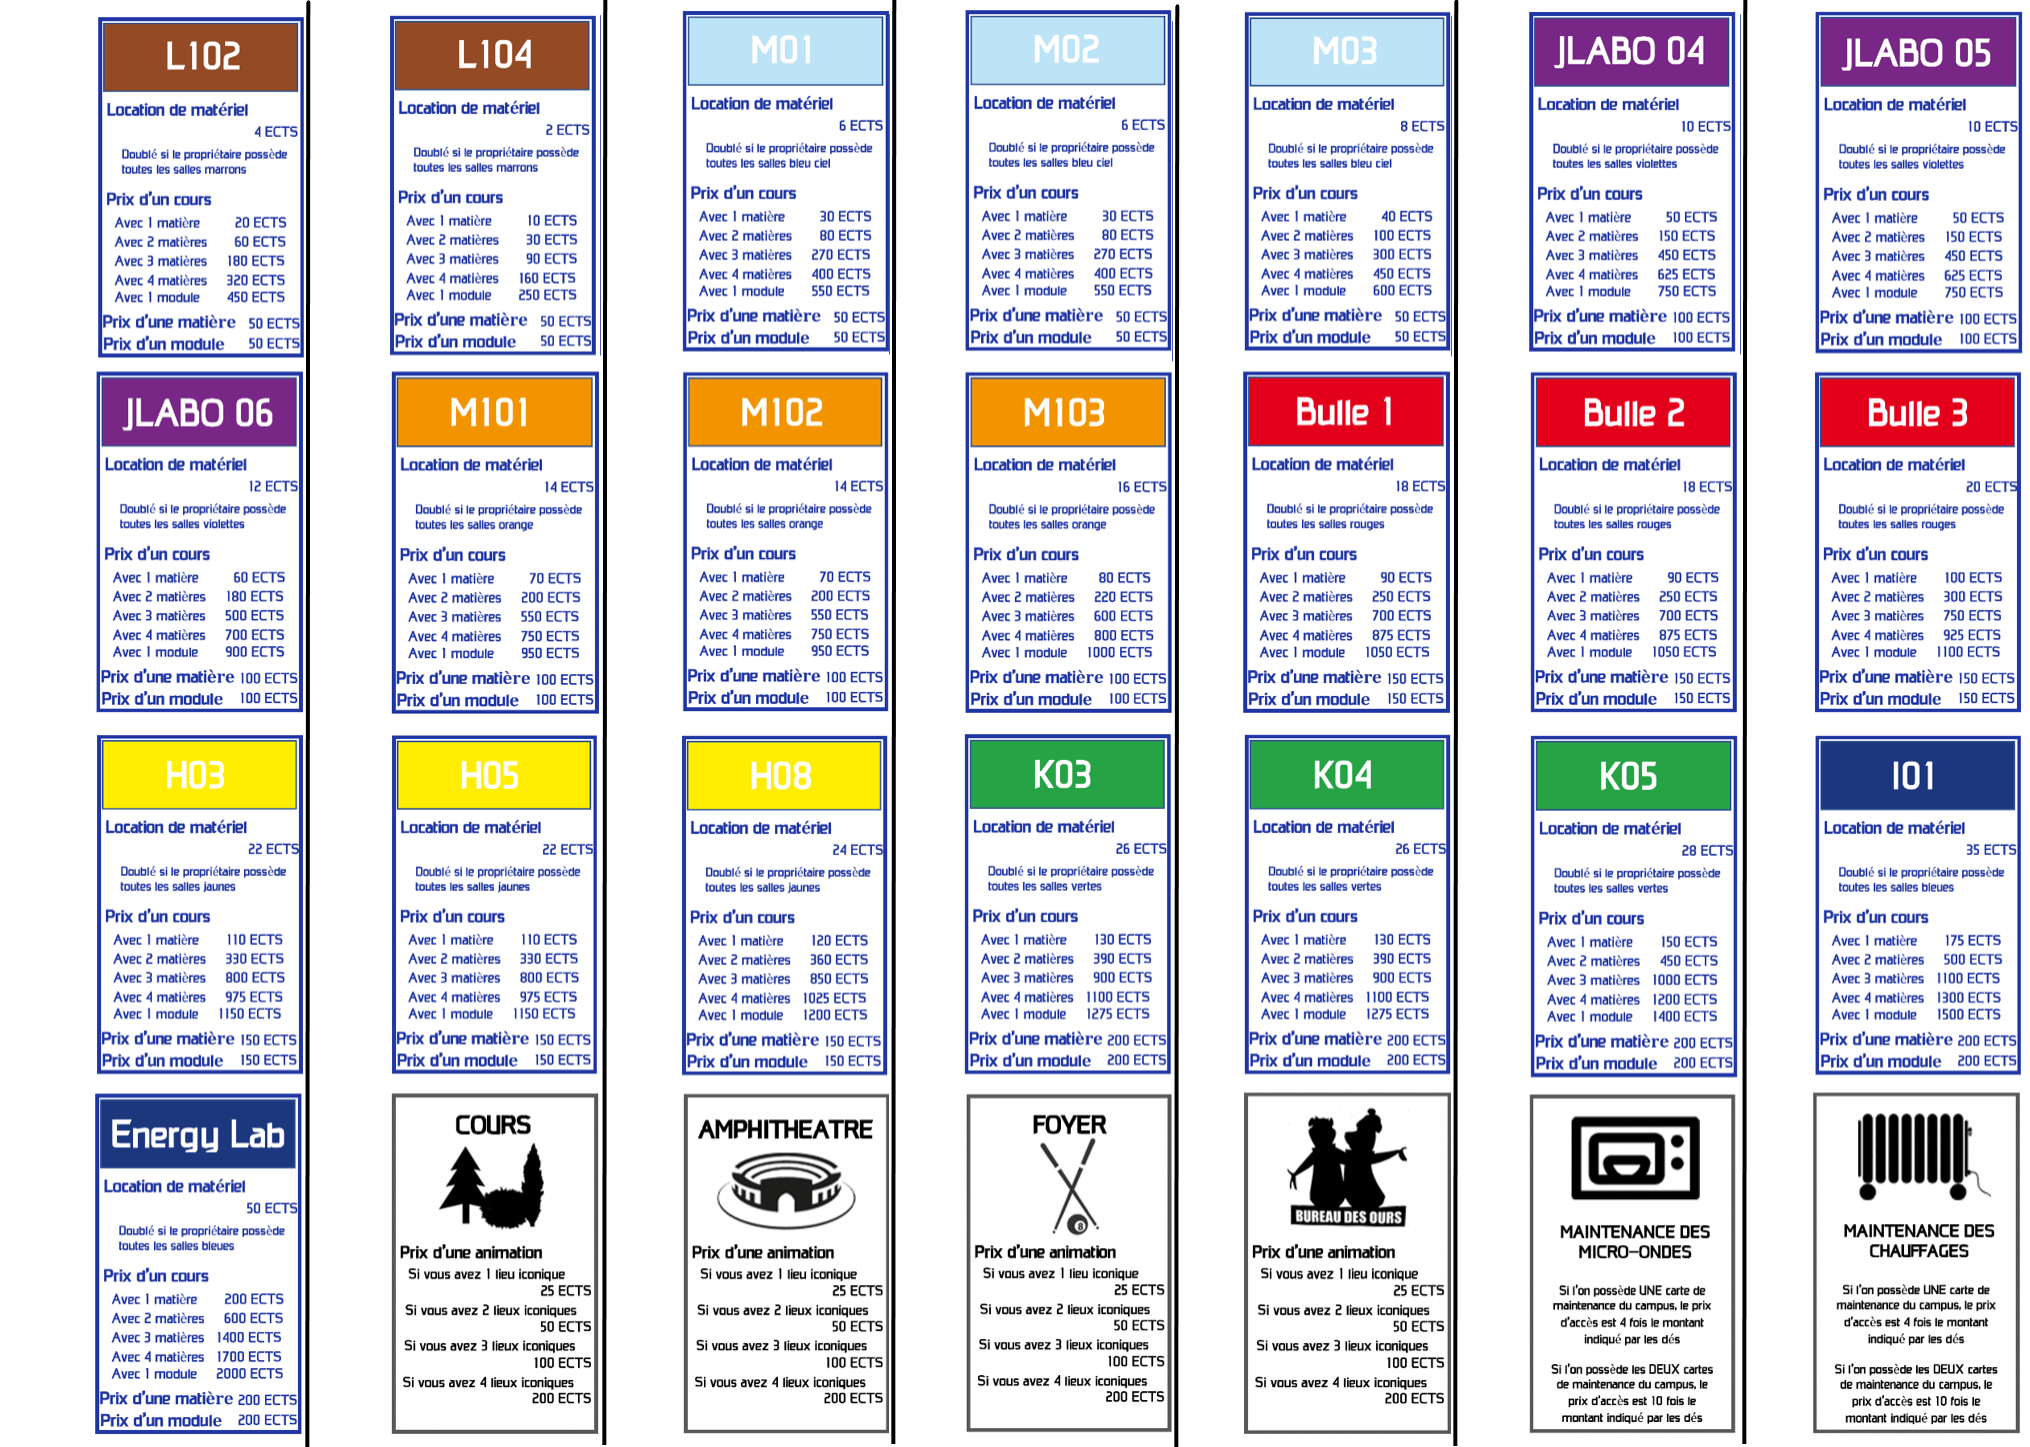 L102
Location de matériel
4 ECTS
Doublé si le propriétaire possède
toutes les salles marrons
Prix d'un cours
Avec 1 matière 20 ECTS
Avec 2 matières 60 ECTS
Avec 3 matières 180 ECTS
Avec 4 matières 320 ECTS
Avec 1 module 450 ECTS
Prix d'une matière 50 ECTS
Prix d'un module 50 ECTS
L104
Location de matériel
2 ECTS
Doublé si le propriétaire possède
toutes les salles marrons
Prix d'un cours
Avec 1 matière 10 ECTS
Avec 2 matières 30 ECTS
Avec 3 matières 90 ECTS
Avec 4 matières 160 ECTS
Avec 1 module 250 ECTS
Prix d'une matière 50 ECTS
Prix d'un module 50 ECTS
M01
Location de matériel
6 ECTS
Doublé si le propriétaire possède
toutes les salles bleu ciel
Prix d'un cours
Avec 1 matière 30 ECTS
Avec 2 matières 80 ECTS
Avec 3 matières 270 ECTS
Avec 4 matières 400 ECTS
Avec 1 module 550 ECTS
Prix d'une matière 50 ECTS
Prix d'un module 50 ECTS
M02
Location de matériel
6 ECTS
Doublé si le propriétaire possède
toutes les salles bleu ciel
Prix d'un cours
Avec 1 matière 30 ECTS
Avec 2 matières 80 ECTS
Avec 3 matières 270 ECTS
Avec 4 matières 400 ECTS
Avec 1 module 550 ECTS
Prix d'une matière 50 ECTS
Prix d'un module 50 ECTS
M03
Location de matériel
8 ECTS
Doublé si le propriétaire possède
toutes les salles bleu ciel
Prix d'un cours
Avec 1 matière 40 ECTS
Avec 2 matières 100 ECTS
Avec 3 matières 300 ECTS
Avec 4 matières 450 ECTS
Avec 1 module 600 ECTS
Prix d'une matière 50 ECTS
Prix d'un module 50 ECTS
JLABO 04
Location de matériel
10 ECTS
Doublé si le propriétaire possède
toutes les salles violettes
Prix d'un cours
Avec 1 matière 50 ECTS
Avec 2 matières 150 ECTS
Avec 3 matières 450 ECTS
Avec 4 matières 625 ECTS
Avec 1 module 750 ECTS
Prix d'une matière 100 ECTS
Prix d'un module 100 ECTS
JLABO 05
Location de matériel
10 ECTS
Doublé si le propriétaire possède
toutes les salles violettes
Prix d'un cours
Avec 1 matière 50 ECTS
Avec 2 matières 150 ECTS
Avec 3 matières 450 ECTS
Avec 4 matières 625 ECTS
Avec 1 module 750 ECTS
Prix d'une matière 100 ECTS
Prix d'un module 100 ECTS
JLABO 06
Location de matériel
12 ECTS
Doublé si le propriétaire possède
toutes les salles violettes
Prix d'un cours
Avec 1 matière 60 ECTS
Avec 2 matières 180 ECTS
Avec 3 matières 500 ECTS
Avec 4 matières 700 ECTS
Avec 1 module 900 ECTS
Prix d'une matière 100 ECTS
Prix d'un module 100 ECTS
M101
Location de matériel
14 ECTS
Doublé si le propriétaire possède
toutes les salles orange
Prix d'un cours
Avec 1 matière 70 ECTS
Avec 2 matières 200 ECTS
Avec 3 matières 550 ECTS
Avec 4 matières 750 ECTS
Avec 1 module 950 ECTS
Prix d'une matière 100 ECTS
Prix d'un module 100 ECTS
M102
Location de matériel
14 ECTS
Doublé si le propriétaire possède
toutes les salles orange
Prix d'un cours
Avec 1 matière 70 ECTS
Avec 2 matières 200 ECTS
Avec 3 matières 550 ECTS
Avec 4 matières 750 ECTS
Avec 1 module 950 ECTS
Prix d'une matière 100 ECTS
Prix d'un module 100 ECTS
M103
Location de matériel
16 ECTS
Doublé si le propriétaire possède
toutes les salles orange
Prix d'un cours
Avec 1 matière 80 ECTS
Avec 2 matières 220 ECTS
Avec 3 matières 600 ECTS
Avec 4 matières 800 ECTS
Avec 1 module 1000 ECTS
Prix d'une matière 100 ECTS
Prix d'un module 100 ECTS
Bulle 1
Location de matériel
18 ECTS
Doublé si le propriétaire possède
toutes les salles rouges
Prix d'un cours
Avec 1 matière 90 ECTS
Avec 2 matières 250 ECTS
Avec 3 matières 700 ECTS
Avec 4 matières 875 ECTS
Avec 1 module 1050 ECTS
Prix d'une matière 150 ECTS
Prix d'un module 150 ECTS
Bulle 2
Location de matériel
18 ECTS
Doublé si le propriétaire possède
toutes les salles rouges
Prix d'un cours
Avec 1 matière 90 ECTS
Avec 2 matières 250 ECTS
Avec 3 matières 700 ECTS
Avec 4 matières 875 ECTS
Avec 1 module 1050 ECTS
Prix d'une matière 150 ECTS
Prix d'un module 150 ECTS
Bulle 3
Location de matériel
20 ECTS
Doublé si le propriétaire possède
toutes les salles rouges
Prix d'un cours
Avec 1 matière 100 ECTS
Avec 2 matières 300 ECTS
Avec 3 matières 750 ECTS
Avec 4 matières 925 ECTS
Avec 1 module 1100 ECTS
Prix d'une matière 150 ECTS
Prix d'un module 150 ECTS
H03
Location de matériel
22 ECTS
Doublé si le propriétaire possède
toutes les salles jaunes
Prix d'un cours
Avec 1 matière 110 ECTS
Avec 2 matières 330 ECTS
Avec 3 matières 800 ECTS
Avec 4 matières 975 ECTS
Avec 1 module 1150 ECTS
Prix d'une matière 150 ECTS
Prix d'un module 150 ECTS
H05
Location de matériel
22 ECTS
Doublé si le propriétaire possède
toutes les salles jaunes
Prix d'un cours
Avec 1 matière 110 ECTS
Avec 2 matières 330 ECTS
Avec 3 matières 800 ECTS
Avec 4 matières 975 ECTS
Avec 1 module 1150 ECTS
Prix d'une matière 150 ECTS
Prix d'un module 150 ECTS
H08
Location de matériel
24 ECTS
Doublé si le propriétaire possède
toutes les salles jaunes
Prix d'un cours
Avec 1 matière 120 ECTS
Avec 2 matières 360 ECTS
Avec 3 matières 850 ECTS
Avec 4 matières 1025 ECTS
Avec 1 module 1200 ECTS
Prix d'une matière 150 ECTS
Prix d'un module 150 ECTS
K03
Location de matériel
26 ECTS
Doublé si le propriétaire possède
toutes les salles vertes
Prix d'un cours
Avec 1 matière 130 ECTS
Avec 2 matières 390 ECTS
Avec 3 matières 900 ECTS
Avec 4 matières 1100 ECTS
Avec 1 module 1275 ECTS
Prix d'une matière 200 ECTS
Prix d'un module 200 ECTS
K04
Location de matériel
26 ECTS
Doublé si le propriétaire possède
toutes les salles vertes
Prix d'un cours
Avec 1 matière 130 ECTS
Avec 2 matières 390 ECTS
Avec 3 matières 900 ECTS
Avec 4 matières 1100 ECTS
Avec 1 module 1275 ECTS
Prix d'une matière 200 ECTS
Prix d'un module 200 ECTS
K05
Location de matériel
28 ECTS
Doublé si le propriétaire possède
toutes les salles vertes
Prix d'un cours
Avec 1 matière 150 ECTS
Avec 2 matières 450 ECTS
Avec 3 matières 1000 ECTS
Avec 4 matières 1200 ECTS
Avec 1 module 1400 ECTS
Prix d'une matière 200 ECTS
Prix d'un module 200 ECTS
I01
Location de matériel
35 ECTS
Doublé si le propriétaire possède
toutes les salles bleues
Prix d'un cours
Avec 1 matière 175 ECTS
Avec 2 matières 500 ECTS
Avec 3 matières 1100 ECTS
Avec 4 matières 1300 ECTS
Avec 1 module 1500 ECTS
Prix d'une matière 200 ECTS
Prix d'un module 200 ECTS
Energy Lab
Location de matériel
50 ECTS
Doublé si le propriétaire possède
toutes les salles bleues
Prix d'un cours
Avec 1 matière 200 ECTS
Avec 2 matières 600 ECTS
Avec 3 matières 1400 ECTS
Avec 4 matières 1700 ECTS
Avec 1 module 2000 ECTS
Prix d'une matière 200 ECTS
Prix d'un module 200 ECTS
COURS
Prix d'une animation
Si vous avez 1 lieu iconique
25 ECTS
Si vous avez 2 lieux iconiques
50 ECTS
Si vous avez 3 lieux iconiques
100 ECTS
Si vous avez 4 lieux iconiques
200 ECTS
AMPHITHEATRE
Prix d'une animation
Si vous avez 1 lieu iconique
25 ECTS
Si vous avez 2 lieux iconiques
50 ECTS
Si vous avez 3 lieux iconiques
100 ECTS
Si vous avez 4 lieux iconiques
200 ECTS
FOYER
8
Prix d'une animation
Si vous avez 1 lieu iconique
25 ECTS
Si vous avez 2 lieux iconiques
50 ECTS
Si vous avez 3 lieux iconiques
100 ECTS
Si vous avez 4 lieux iconiques
200 ECTS
BUREAU DES OURS
Prix d'une animation
Si vous avez 1 lieu iconique
25 ECTS
Si vous avez 2 lieux iconiques
50 ECTS
Si vous avez 3 lieux iconiques
100 ECTS
Si vous avez 4 lieux iconiques
200 ECTS
MAINTENANCE DES
MICRO-ONDES
Si l'on possède UNE carte de
maintenance du campus, le prix
d'accès est 4 fois le montant
indiqué par les dés
Si l'on possède les DEUX cartes
de maintenance du campus, le
prix d'accès est 10 fois le
montant indiqué par les dés
MAINTENANCE DES
CHAUFFAGES
Si l'on possède UNE carte de
maintenance du campus, le prix
d'accès est 4 fois le montant
indiqué par les dés
Si l'on possède les DEUX cartes
de maintenance du campus, le
prix d'accès est 10 fois le
montant indiqué par les dés